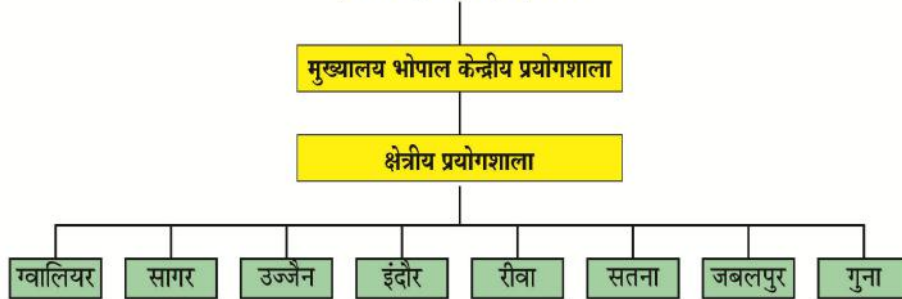 मुख्यालय भोपाल केन्द्रीय प्रयोगशाला
क्षेत्रीय प्रयोगशाला
ग्वालियर सागर उज्जैन इंदौर रीवा सतना जबलपुर गुना